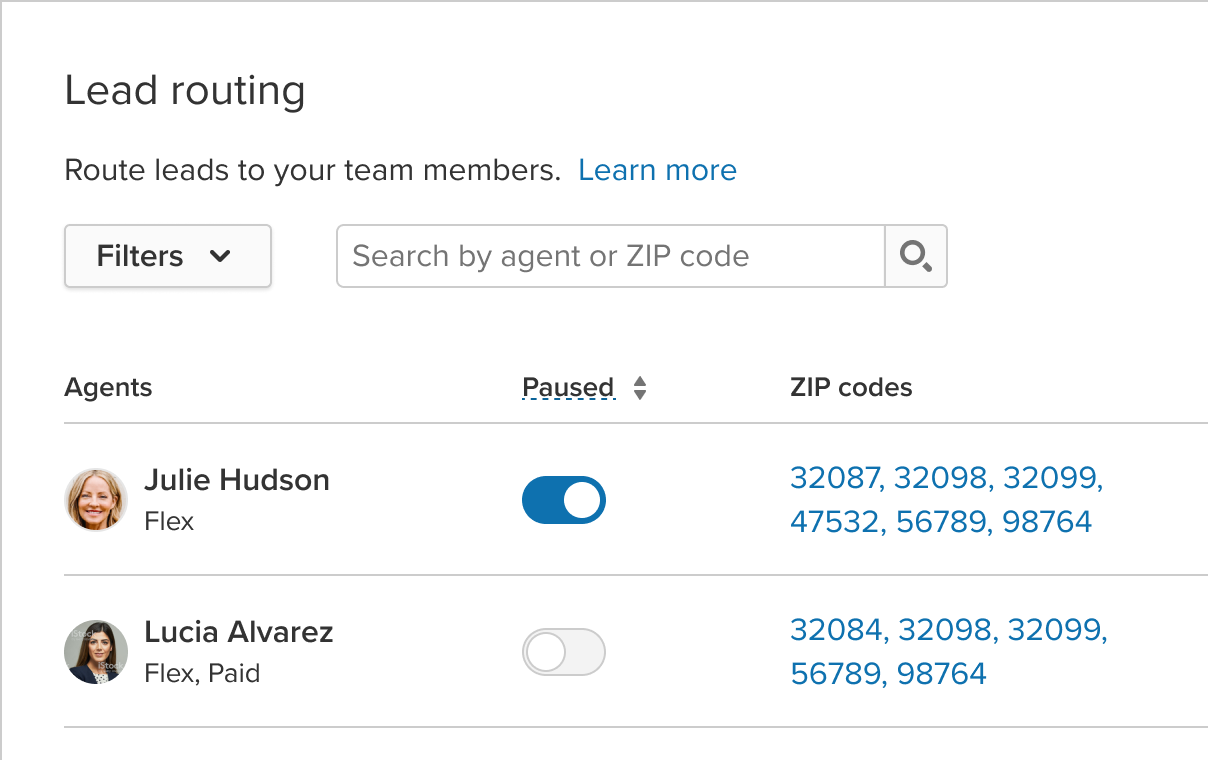 Lead routing
Route leads to your team members. Learn more
Filters
Search by agent or ZIP code
Agents Paused ZIP codes
Julie Hudson
Flex
32087, 32098, 32099,
47532, 56789, 98764
Lucia Alvarez
Flex, Paid
32084, 32098, 32099,
56789, 98764
iStock
iStock